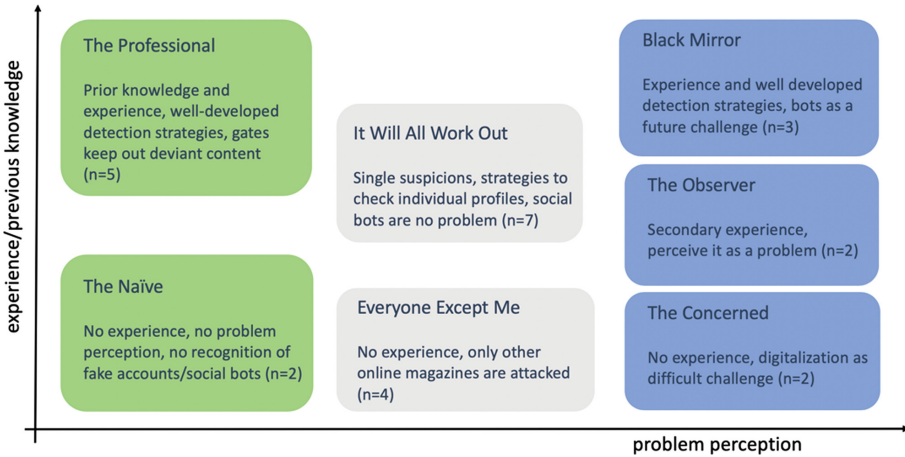 experience/previous knowledge
The Professional
Prior knowledge and
experience, well-developed
detection strategies, gates
keep out deviant content
(n=5)
The Naïve
No experience, no problem
perception, no recognition of
fake accounts/social bots (n=2)
It Will All Work Out
Single suspicions, strategies to
check individual profiles, social
bots are no problem (n=7)
Everyone Except Me
No experience, only other
online magazines are attacked
(n=4)
Black Mirror
Experience and well developed
detection strategies, bots as a
future challenge (n=3)
The Observer
Secondary experience,
perceive it as a problem (n=2)
The Concerned
No experience, digitalization as
difficult challenge (n=2)
problem perception